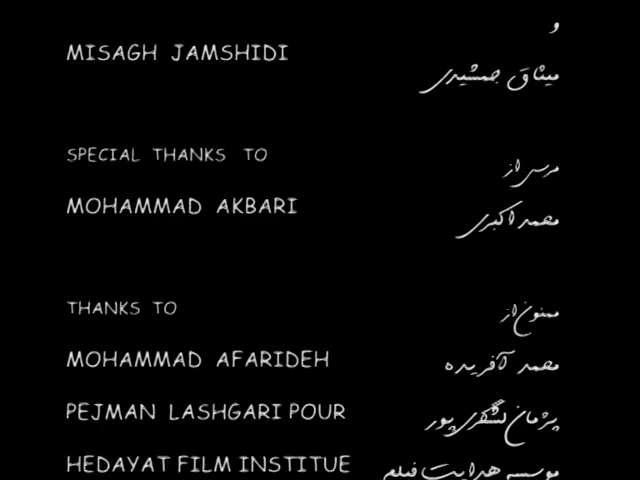 و
MISAGH JAMSHIDI
میثاق جمشیدی
SPECIAL THANKS TO
مرسی از
MOHAMMAD AKBARI
محمد اکبری
THANKS TO
ممنون از
MOHAMMAD AFARIDEH
محمد آفریده
PEJMAN LASHGARI POUR
پژمان لشگری پور
HEDAYAT FILM INSTITUE
موسسه هدایت فیلم